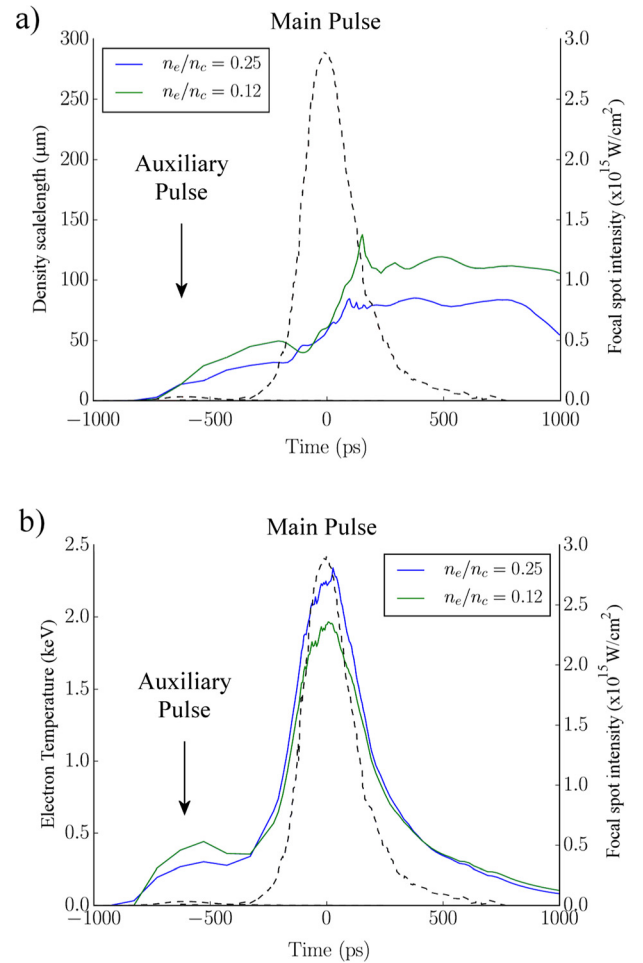 a)
Main Pulse
300
250
200
150
100
50
0
Density scalelength (μm)
n_e/n_c = 0.25
n_e/n_c = 0.12
Auxiliary
Pulse
3.0
2.5
2.0
1.5
1.0
0.5
0.0
Focal spot intensity (x10^15 W/cm^2)
−1000 −500 0 500 1000
Time (ps)
b)
Main Pulse
2.5
2.0
1.5
1.0
0.5
0.0
Electron Temperature (keV)
n_e/n_c = 0.25
n_e/n_c = 0.12
Auxiliary
Pulse
3.0
2.5
2.0
1.5
1.0
0.5
0.0
Focal spot intensity (x10^15 W/cm^2)
−1000 −500 0 500 1000
Time (ps)